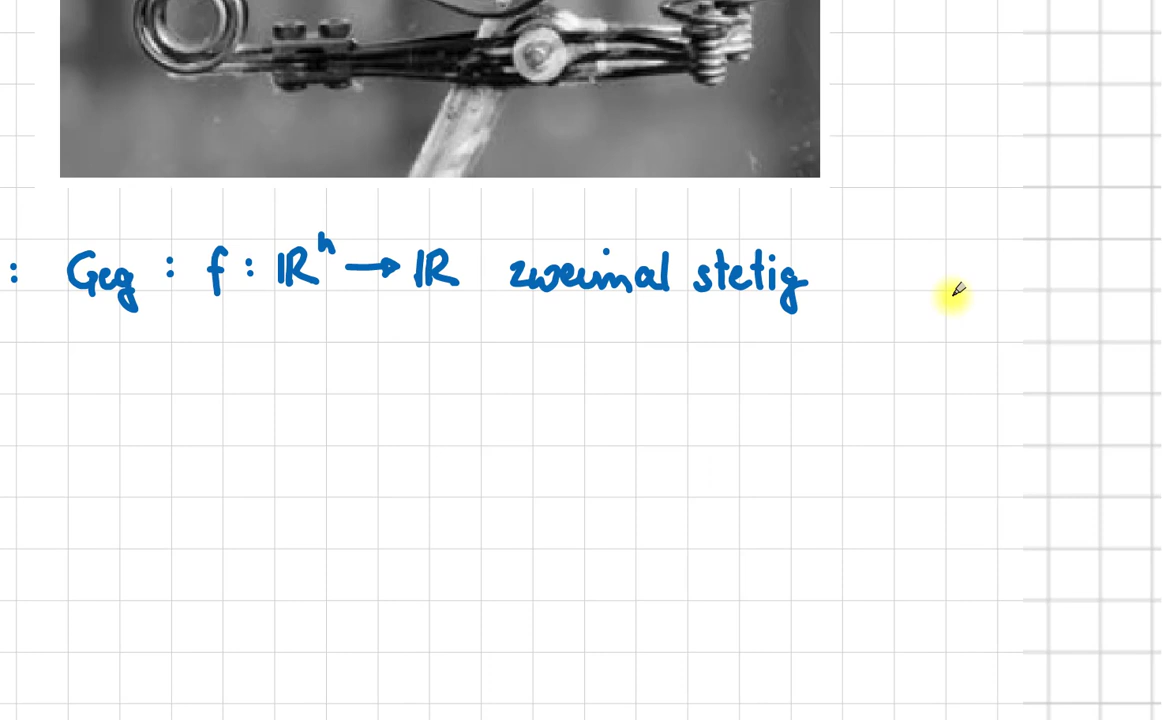 : Geg : f : ℝⁿ → ℝ zweimal stetig